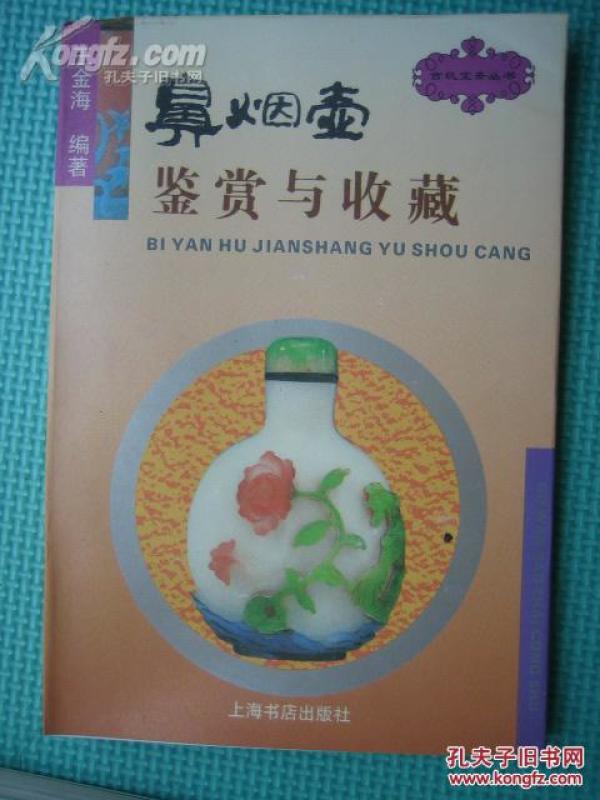 Kongfz.com
孔夫子旧书网
金海 编著
鼻烟壶
鉴赏与收藏
BI YAN HU JIANSHANG YU SHOU CANG
上海书店出版社
孔夫子旧书网
www.kongfz.com